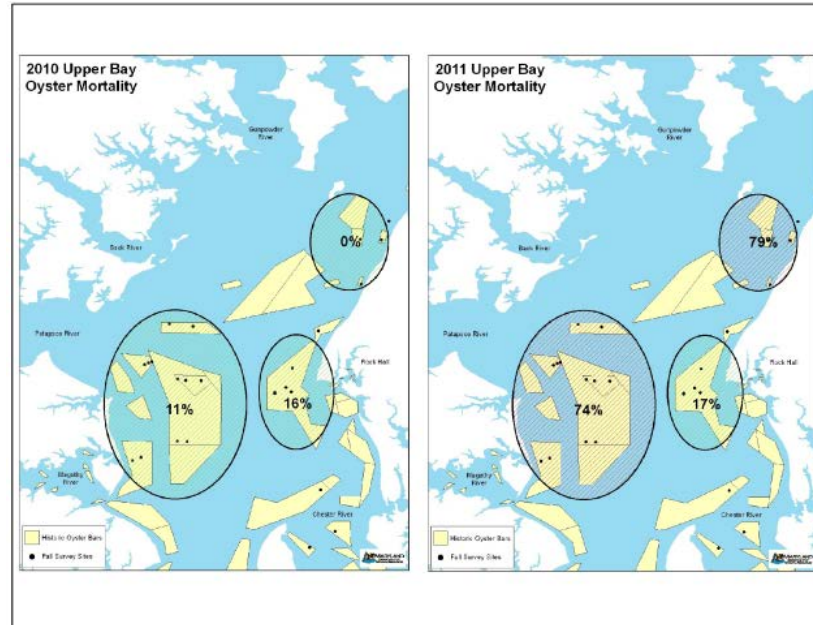 2010 Upper Bay
Oyster Mortality
Gunpowder
River
0%
Back River
Patapsco River
Rock Hall
11%
16%
Magothy
River
Chester River
Historic Oyster Bars
Fall Survey Sites
MARYLAND
2011 Upper Bay
Oyster Mortality
Gunpowder
River
79%
Back River
Patapsco River
Rock Hall
74%
17%
Magothy
River
Chester River
Historic Oyster Bars
Fall Survey Sites
MARYLAND